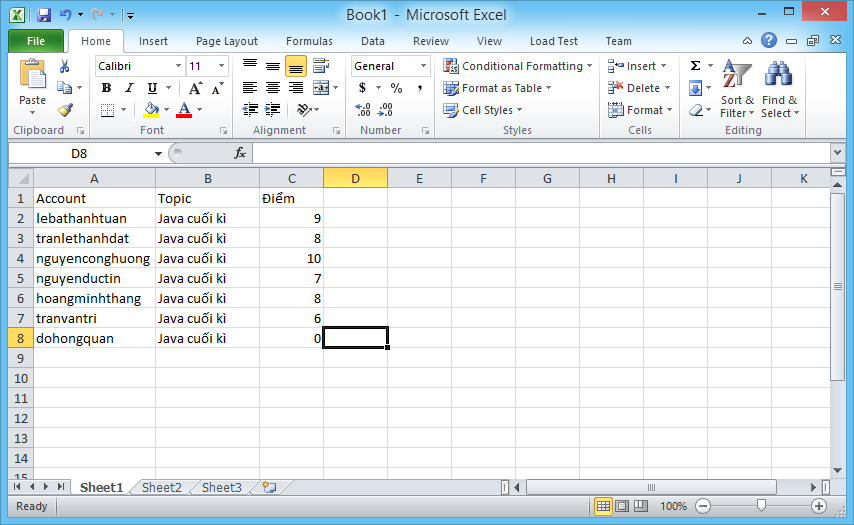 Book1 - Microsoft Excel
File Home Insert Page Layout Formulas Data Review View Load Test Team
Paste
Clipboard
Calibri 11
B I U A A
A
Font
Alignment
General
$ % ,
.00 .0
.0 .00
Number
Conditional Formatting
Format as Table
Cell Styles
Styles
Insert
Delete
Format
Cells
Σ
Sort & Filter
Find & Select
Editing
D8 fx
A B C D E F G H I J K
1 Account Topic Điểm
2 lebathanhtuan Java cuối kì 9
3 tranlethanhdat Java cuối kì 8
4 nguyenconghuong Java cuối kì 10
5 nguyenductin Java cuối kì 7
6 hoangminhthang Java cuối kì 8
7 tranvantri Java cuối kì 6
8 dohongquan Java cuối kì 0
9
10
11
12
13
14
15
Sheet1 Sheet2 Sheet3
Ready 100%